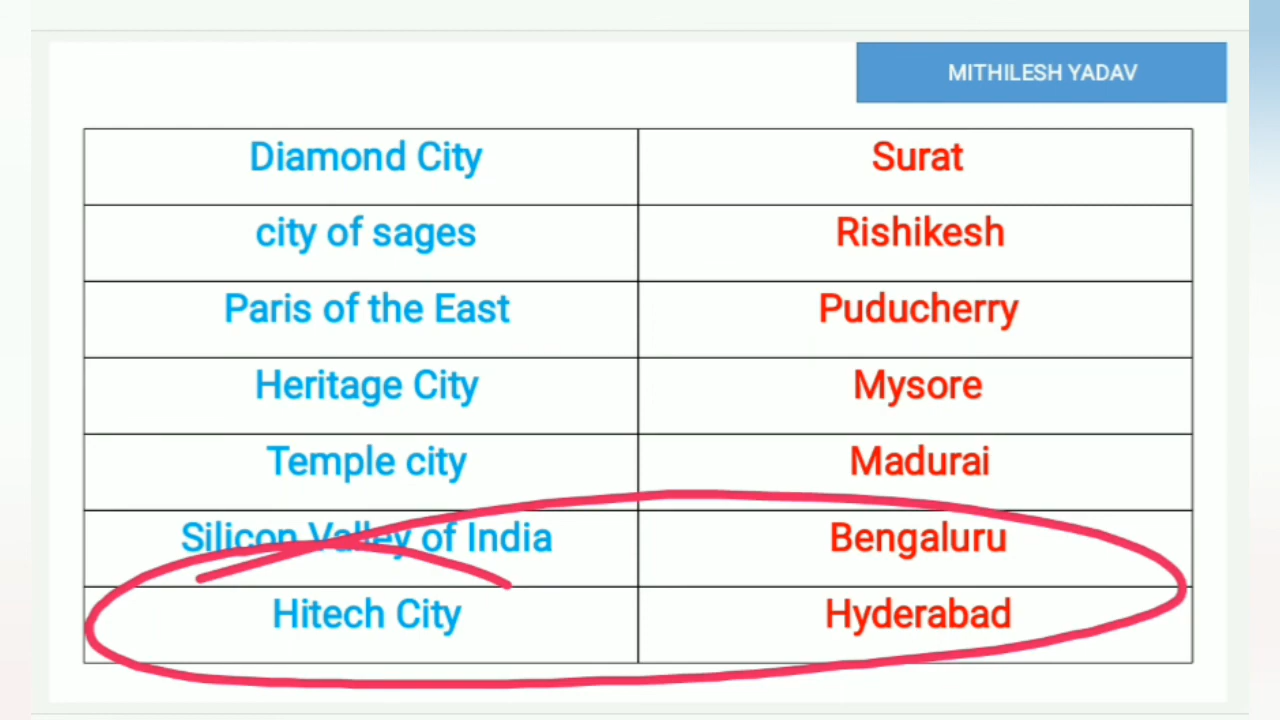 MITHILESH YADAV
Diamond City Surat
city of sages Rishikesh
Paris of the East Puducherry
Heritage City Mysore
Temple city Madurai
Silicon Valley of India Bengaluru
Hitech City Hyderabad